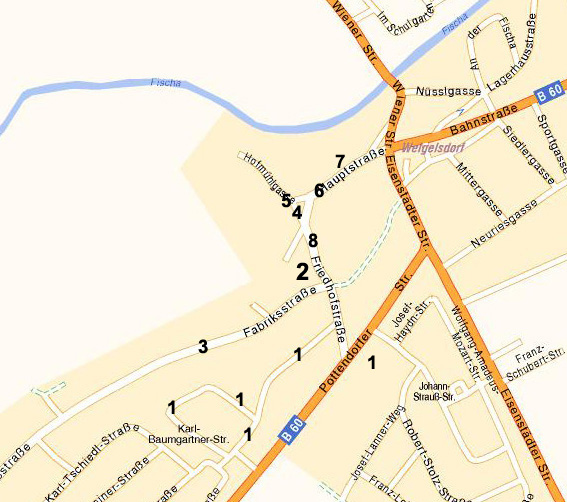 Wiener Str.
Im Schulgarten
Fischa
An der Fischa
Lagerhausstraße
Fischa
Nüsslgasse
Wiener Str.
B 60
Bahnstraße
Weigelsdorf
Siedlergasse
Sportgasse
Hofmühlgasse
7
Hauptstraße
6
5
4
Eisenstädter Str.
Mittergasse
Neuriesgasse
8
2
Friedhofstraße
Fabriksstraße
3
Pottendorfer Str.
Josef-
Haydn-Str.
Wolfgang-Amadeus-
Mozart-Str.
Franz-
Schubert-Str.
1
1
1
1
1
Johann-
Strauß-Str.
Eisenstädter Str.
Karl-
Baumgartner-Str.
B 60
Josef-Lanner-Weg
Robert-Stolz-Straße
Karl-Tschiedl-Straße